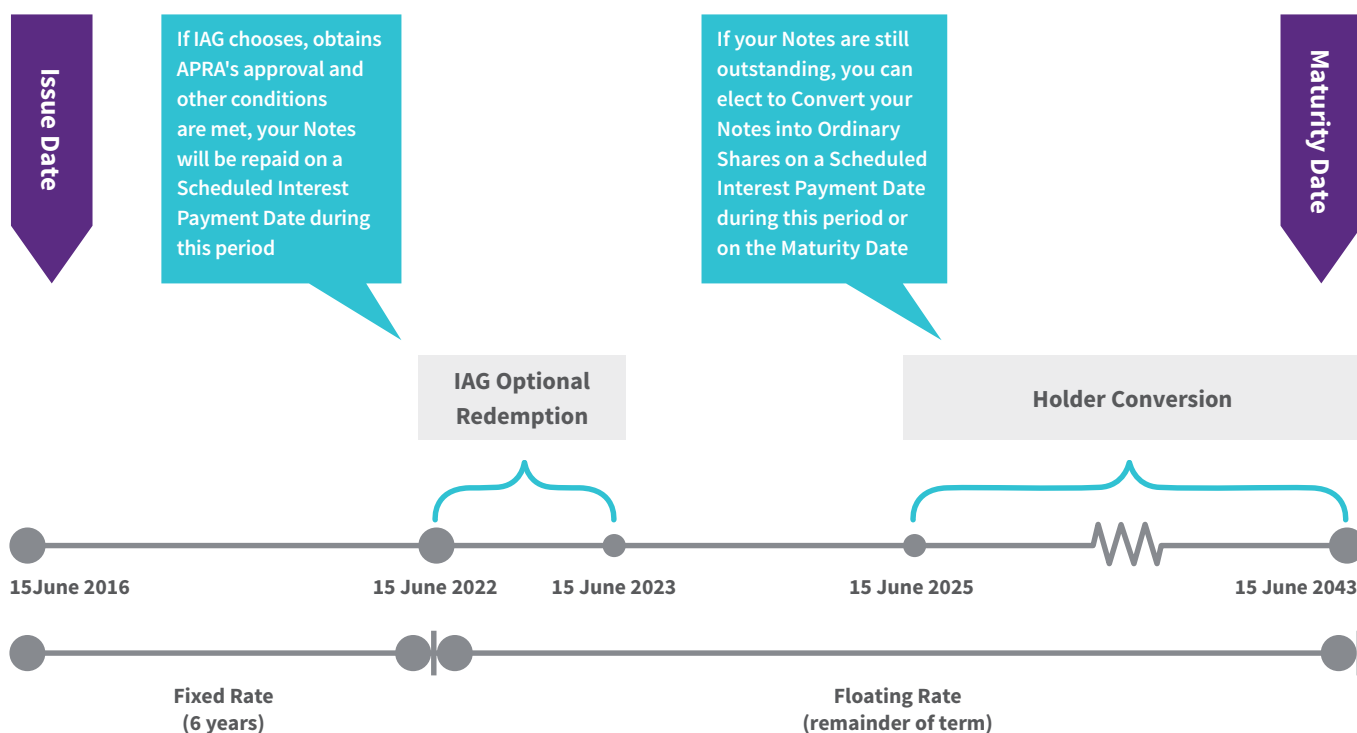 Issue Date
If IAG chooses, obtains
APRA's approval and
other conditions
are met, your Notes
will be repaid on a
Scheduled Interest
Payment Date during
this period
If your Notes are still
outstanding, you can
elect to Convert your
Notes into Ordinary
Shares on a Scheduled
Interest Payment Date
during this period or
on the Maturity Date
Maturity Date
IAG Optional
Redemption
Holder Conversion
15June 2016
15 June 2022
15 June 2023
15 June 2025
15 June 2043
Fixed Rate
(6 years)
Floating Rate
(remainder of term)